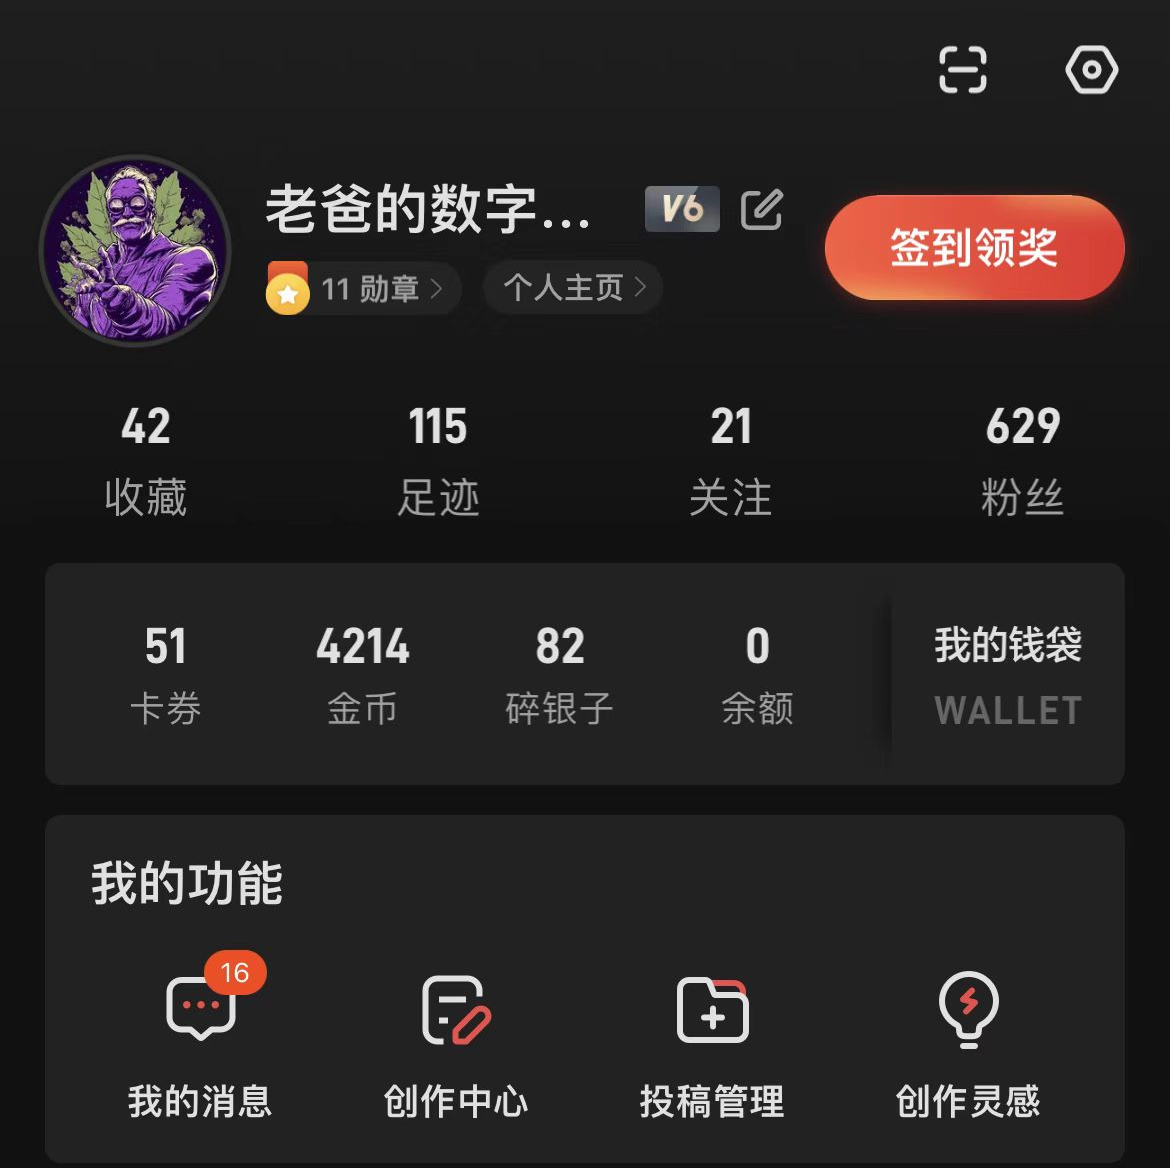 老爸的数字... V6
签到领奖
11 勋章 个人主页
42 115 21 629
收藏 足迹 关注 粉丝
51 4214 82 0 我的钱袋
卡券 金币 碎银子 余额 WALLET
我的功能
16
我的消息 创作中心 投稿管理 创作灵感